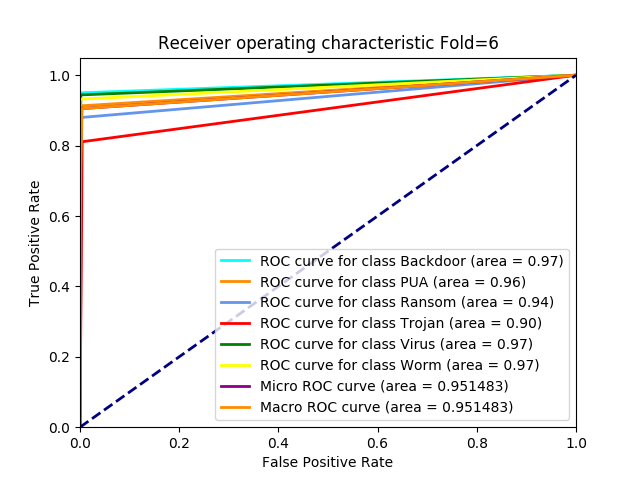 Receiver operating characteristic Fold=6
1.0
0.8
0.6
0.4
0.2
0.0
True Positive Rate
ROC curve for class Backdoor (area = 0.97)
ROC curve for class PUA (area = 0.96)
ROC curve for class Ransom (area = 0.94)
ROC curve for class Trojan (area = 0.90)
ROC curve for class Virus (area = 0.97)
ROC curve for class Worm (area = 0.97)
Micro ROC curve (area = 0.951483)
Macro ROC curve (area = 0.951483)
0.0 0.2 0.4 0.6 0.8 1.0
False Positive Rate